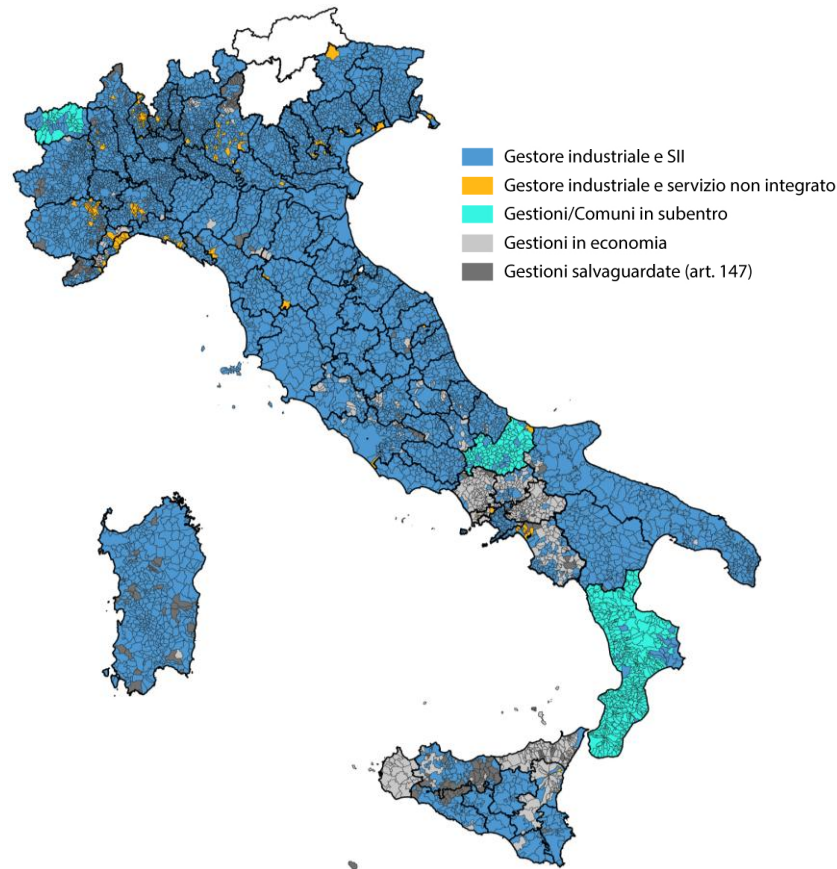 Gestore industriale e SII
Gestore industriale e servizio non integrato
Gestioni/Comuni in subentro
Gestioni in economia
Gestioni salvaguardate (art. 147)